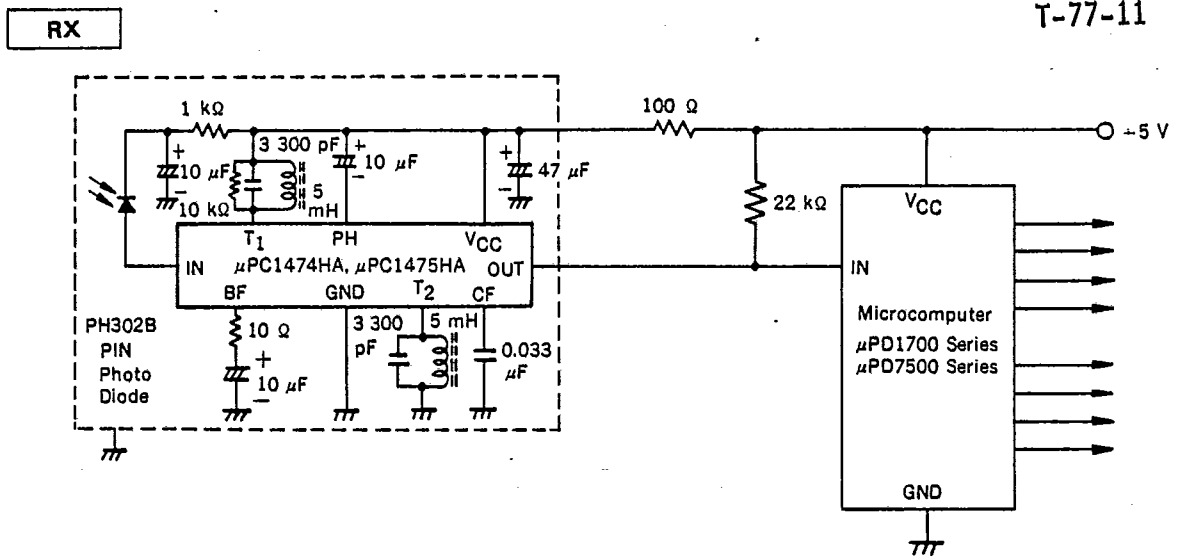 RX
T-77-11
1 kΩ
100 Ω
+5 V
3 300 pF
+
10 μF
-
10 kΩ
5
mH
+
10 μF
-
+
47 μF
-
22 kΩ
VCC
T1 PH VCC
IN μPC1474HA, μPC1475HA OUT
BF GND T2 CF
IN
PH302B
PIN
Photo
Diode
10 Ω
+
10 μF
-
3 300
pF
5 mH
0.033
μF
Microcomputer
μPD1700 Series
μPD7500 Series
GND